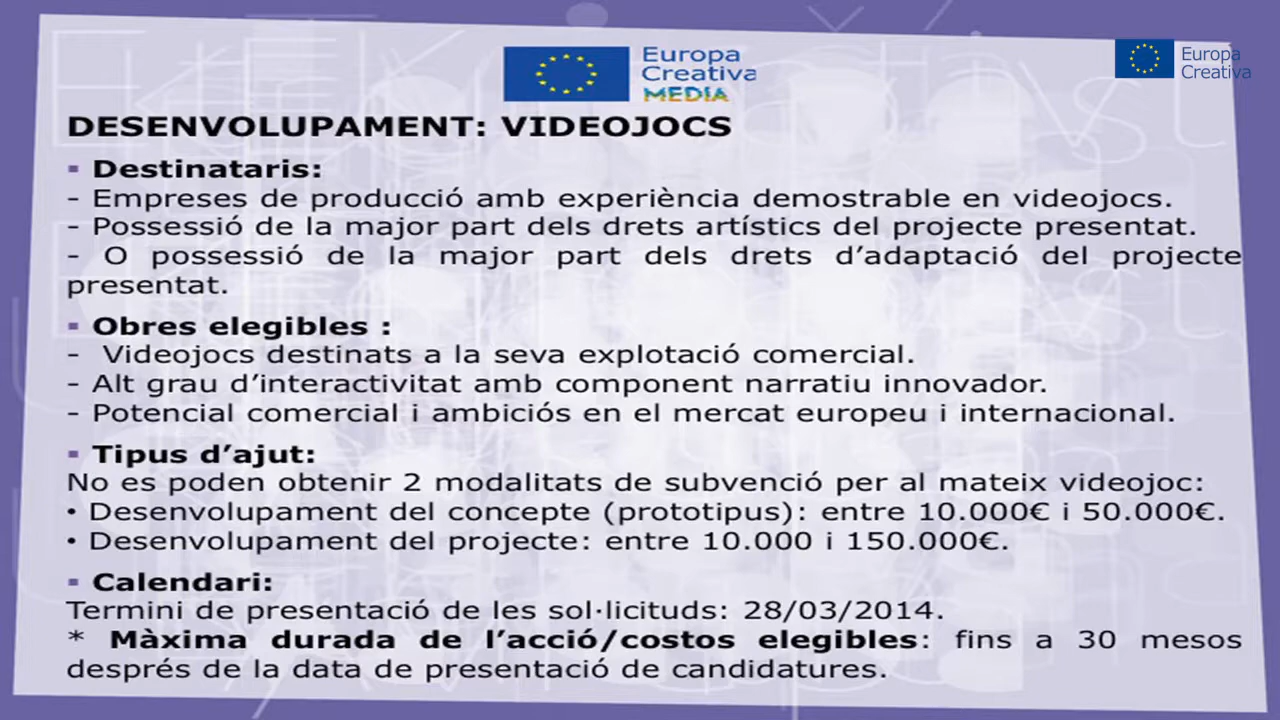 Europa
Creativa
MEDIA
Europa
Creativa
DESENVOLUPAMENT: VIDEOJOCS
▪ Destinataris:
- Empreses de producció amb experiència demostrable en videojocs.
- Possessió de la major part dels drets artístics del projecte presentat.
- O possessió de la major part dels drets d’adaptació del projecte
presentat.
▪ Obres elegibles :
- Videojocs destinats a la seva explotació comercial.
- Alt grau d’interactivitat amb component narratiu innovador.
- Potencial comercial i ambiciós en el mercat europeu i internacional.
▪ Tipus d’ajut:
No es poden obtenir 2 modalitats de subvenció per al mateix videojoc:
• Desenvolupament del concepte (prototipus): entre 10.000€ i 50.000€.
• Desenvolupament del projecte: entre 10.000 i 150.000€.
▪ Calendari:
Termini de presentació de les sol·licituds: 28/03/2014.
* Màxima durada de l’acció/costos elegibles: fins a 30 mesos
després de la data de presentació de candidatures.